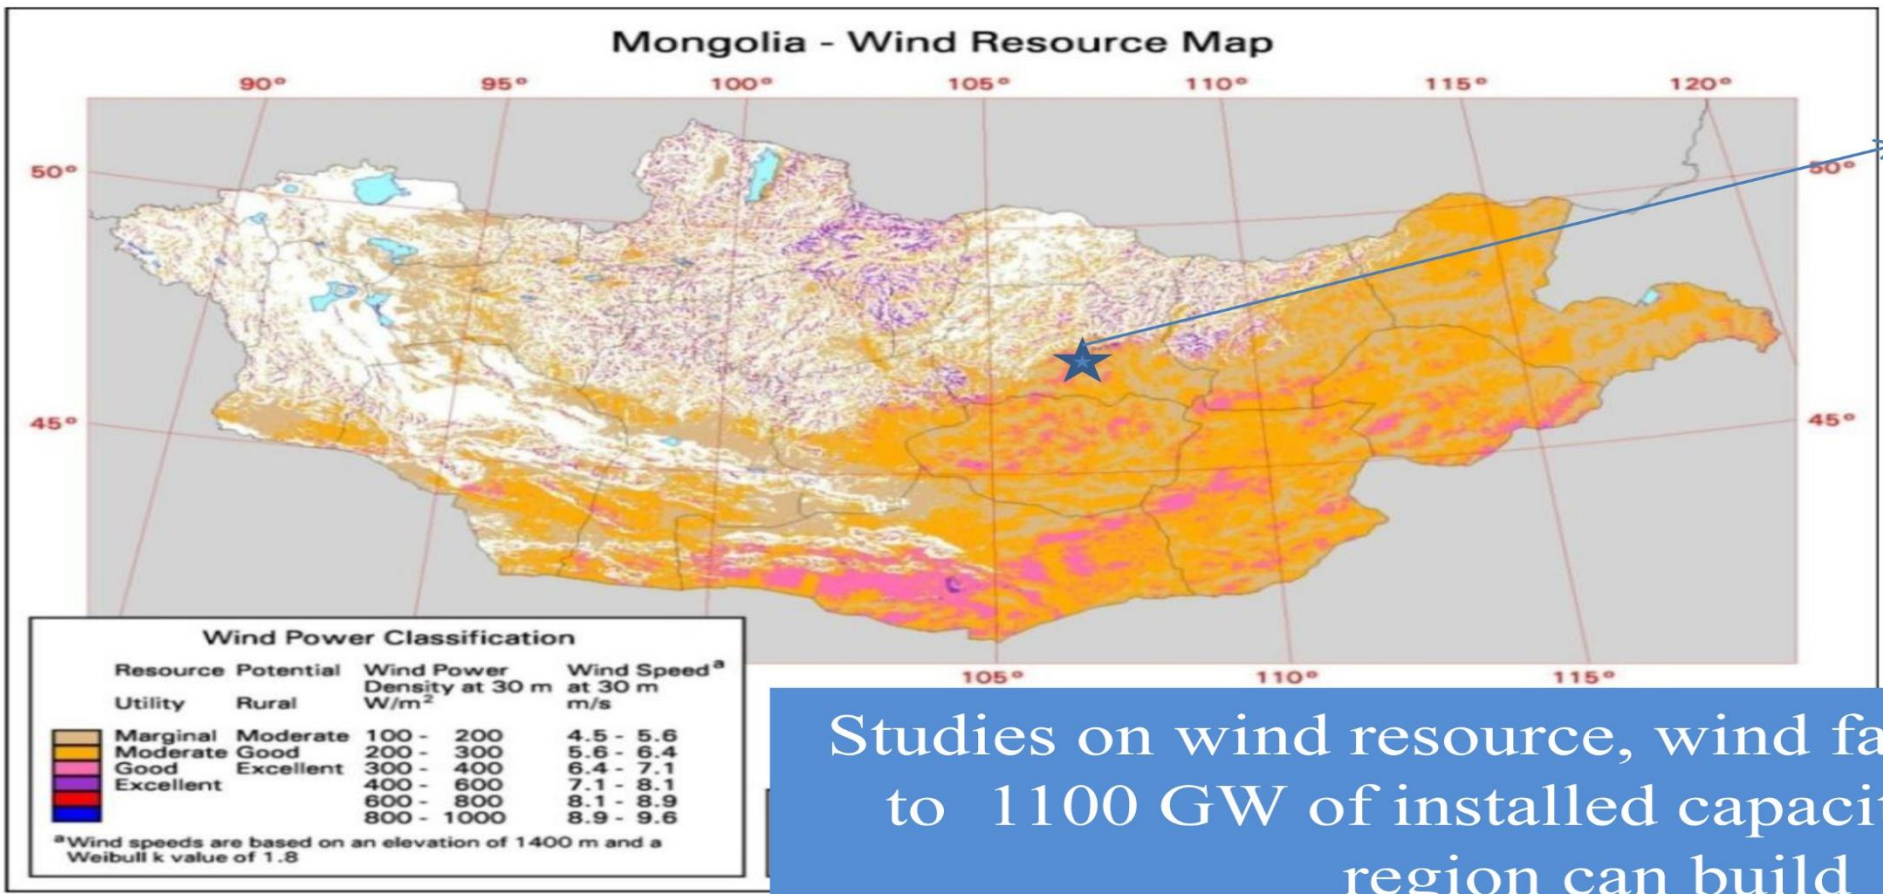 Mongolia - Wind Resource Map
90° 95° 100° 105° 110° 115° 120°
50° 50°
45° 45°
105° 110° 115°
Wind Power Classification
Resource Potential Wind Power Wind Speed a
Density at 30 m at 30 m
Utility Rural W/m² m/s
Marginal Moderate 100 - 200 4.5 - 5.6
Moderate Good 200 - 300 5.6 - 6.4
Good Excellent 300 - 400 6.4 - 7.1
Excellent 400 - 600 7.1 - 8.1
600 - 800 8.1 - 8.9
800 - 1000 8.9 - 9.6
a Wind speeds are based on an elevation of 1400 m and a
Weibull k value of 1.8
Studies on wind resource, wind fa
to 1100 GW of installed capacit
region can build